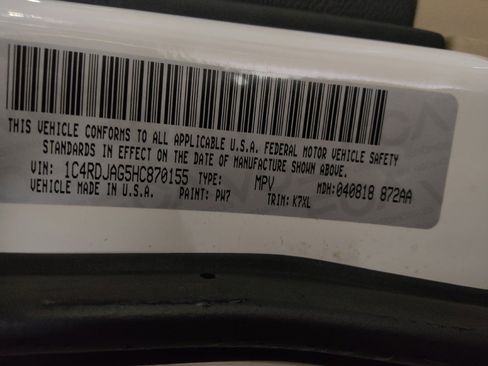 THIS VEHICLE CONFORMS TO ALL APPLICABLE U.S.A. FEDERAL MOTOR VEHICLE SAFETY
STANDARDS IN EFFECT ON THE DATE OF MANUFACTURE SHOWN ABOVE.
VIN: 1C4RDJAG5HC870155 TYPE: MPV MDH: 040818 872AA
VEHICLE MADE IN U.S.A. PAINT: PW7 TRIM: K7XL